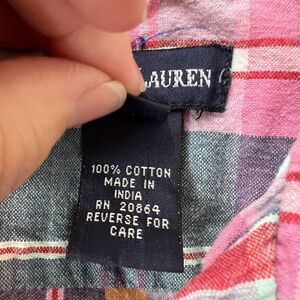 LAUREN
100% COTTON
MADE IN
INDIA
RN 20864
REVERSE FOR
CARE